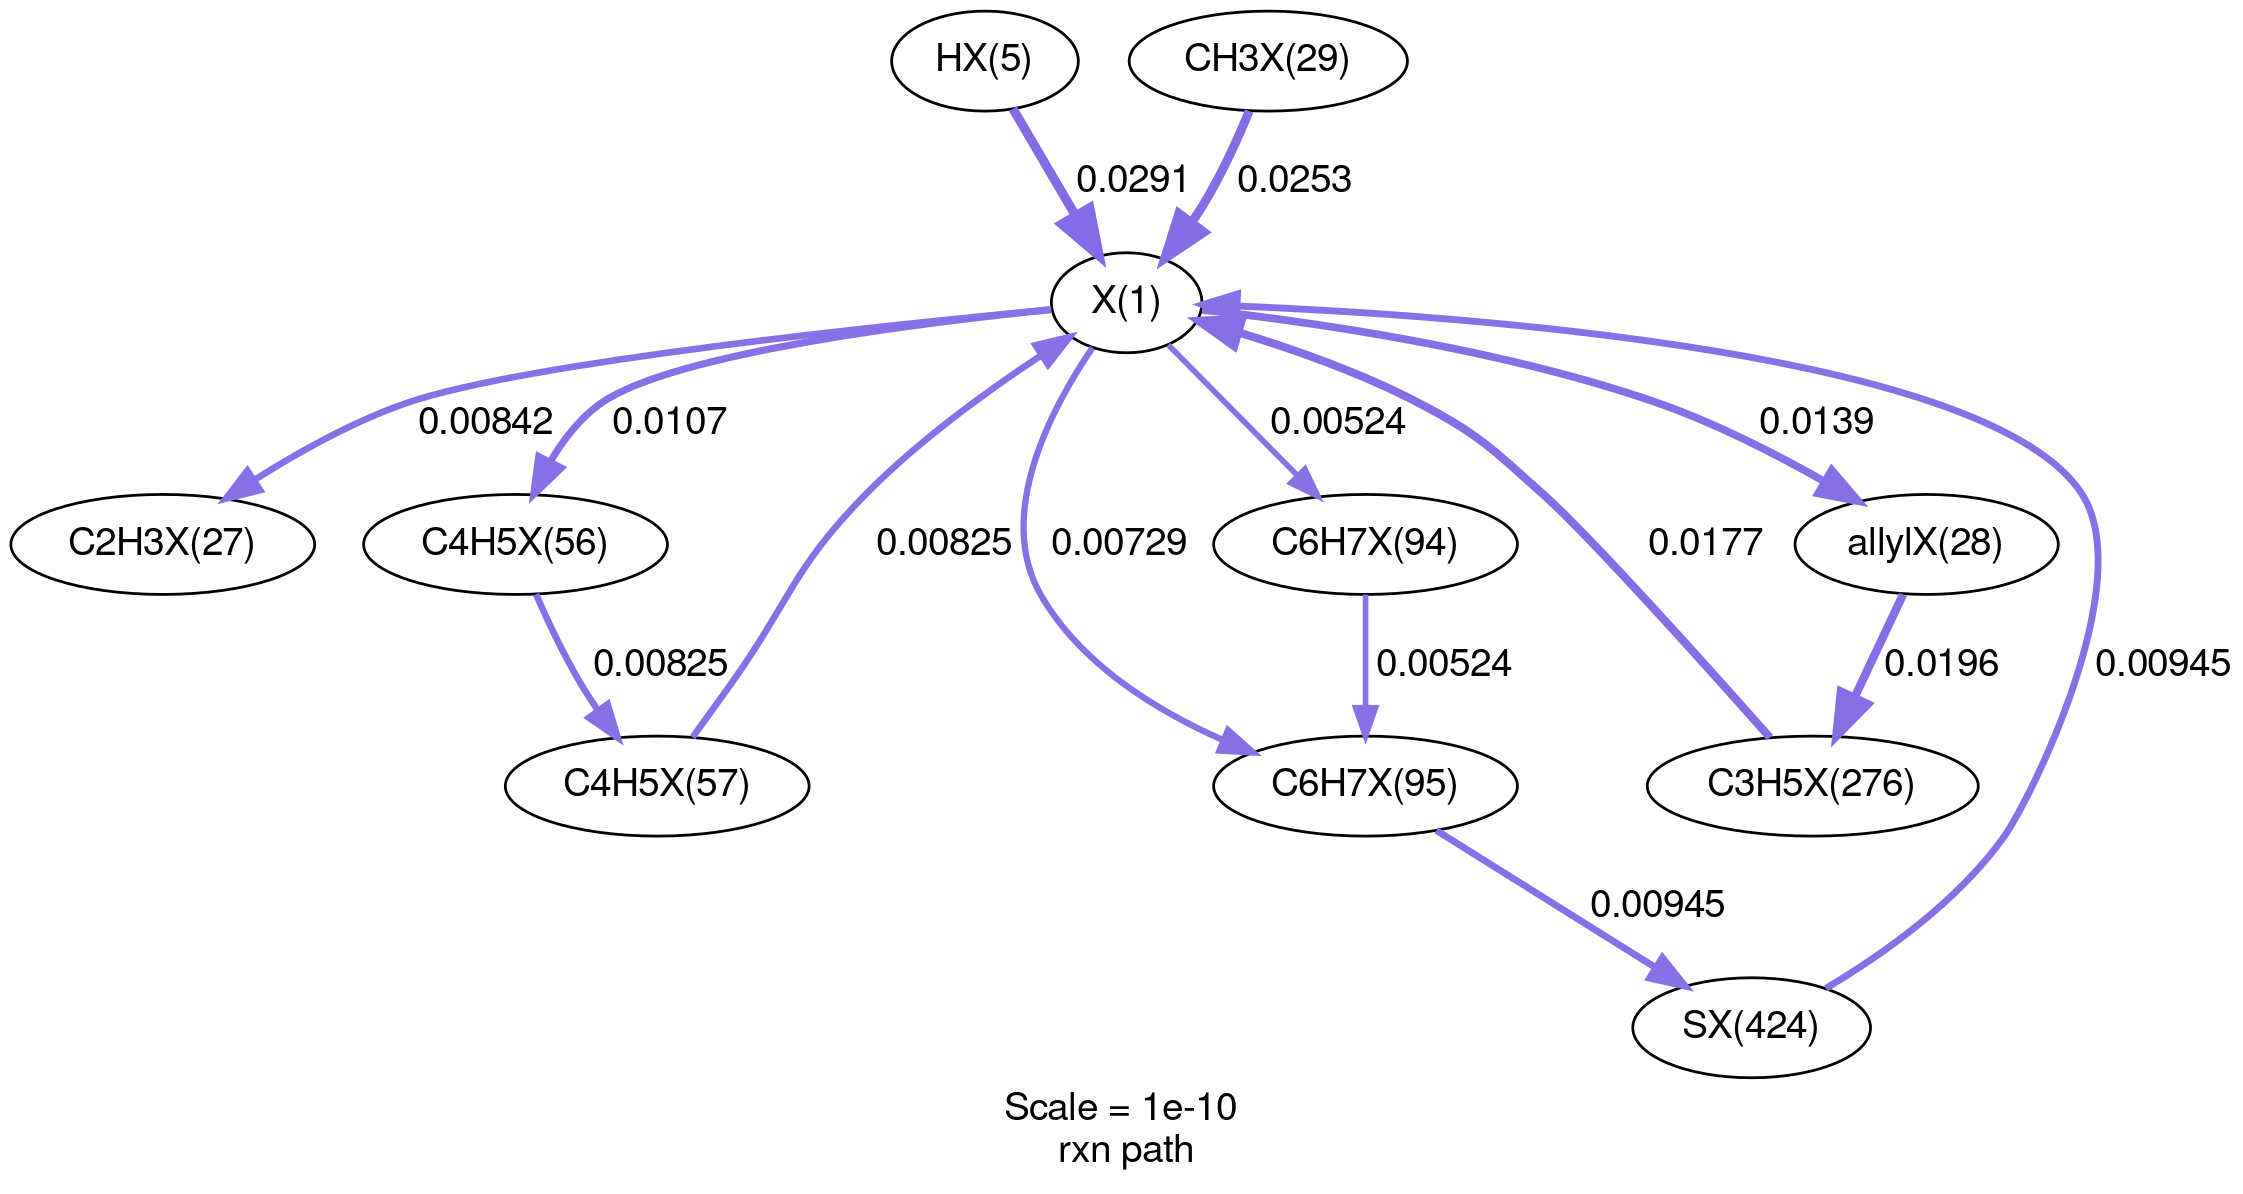 HX(5)
CH3X(29)
0.0291
0.0253
X(1)
0.00842
0.0107
0.00524
0.0139
C2H3X(27)
C4H5X(56)
0.00825
0.00729
C6H7X(94)
0.0177
allylX(28)
0.00825
0.00524
0.0196
0.00945
C4H5X(57)
C6H7X(95)
C3H5X(276)
0.00945
SX(424)
Scale = 1e-10
rxn path